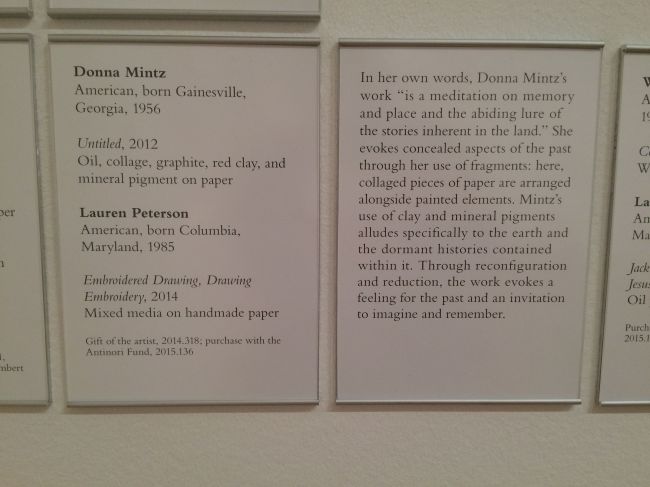 Donna Mintz
American, born Gainesville,
Georgia, 1956
Untitled, 2012
Oil, collage, graphite, red clay, and
mineral pigment on paper
Lauren Peterson
American, born Columbia,
Maryland, 1985
Embroidered Drawing, Drawing
Embroidery, 2014
Mixed media on handmade paper
Gift of the artist, 2014.318; purchase with the
Antinori Fund, 2015.136
In her own words, Donna Mintz's
work “is a meditation on memory
and place and the abiding lure of
the stories inherent in the land.” She
evokes concealed aspects of the past
through her use of fragments: here,
collaged pieces of paper are arranged
alongside painted elements. Mintz's
use of clay and mineral pigments
alludes specifically to the earth and
the dormant histories contained
within it. Through reconfiguration
and reduction, the work evokes a
feeling for the past and an invitation
to imagine and remember.
Oil